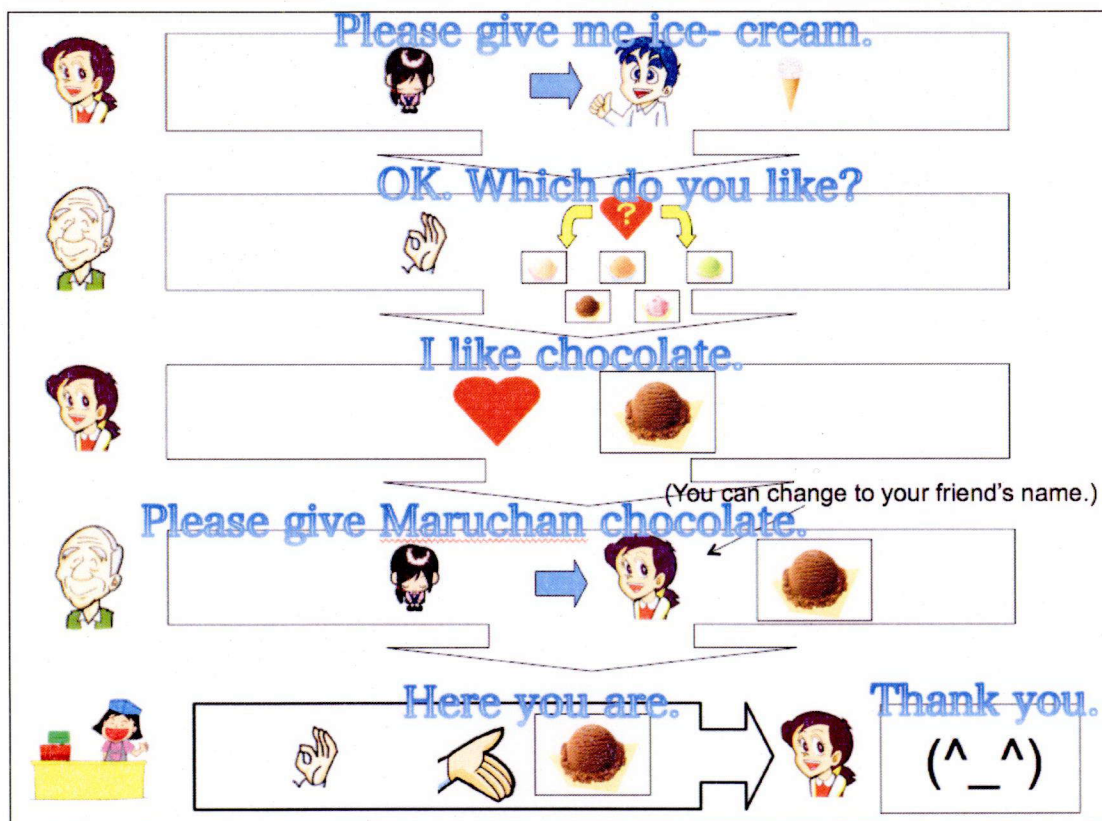 Please give me ice- cream.
OK. Which do you like?
?
I like chocolate.
(You can change to your friend's name.)
Please give Maruchan chocolate.
Here you are.
Thank you.
(^_^)